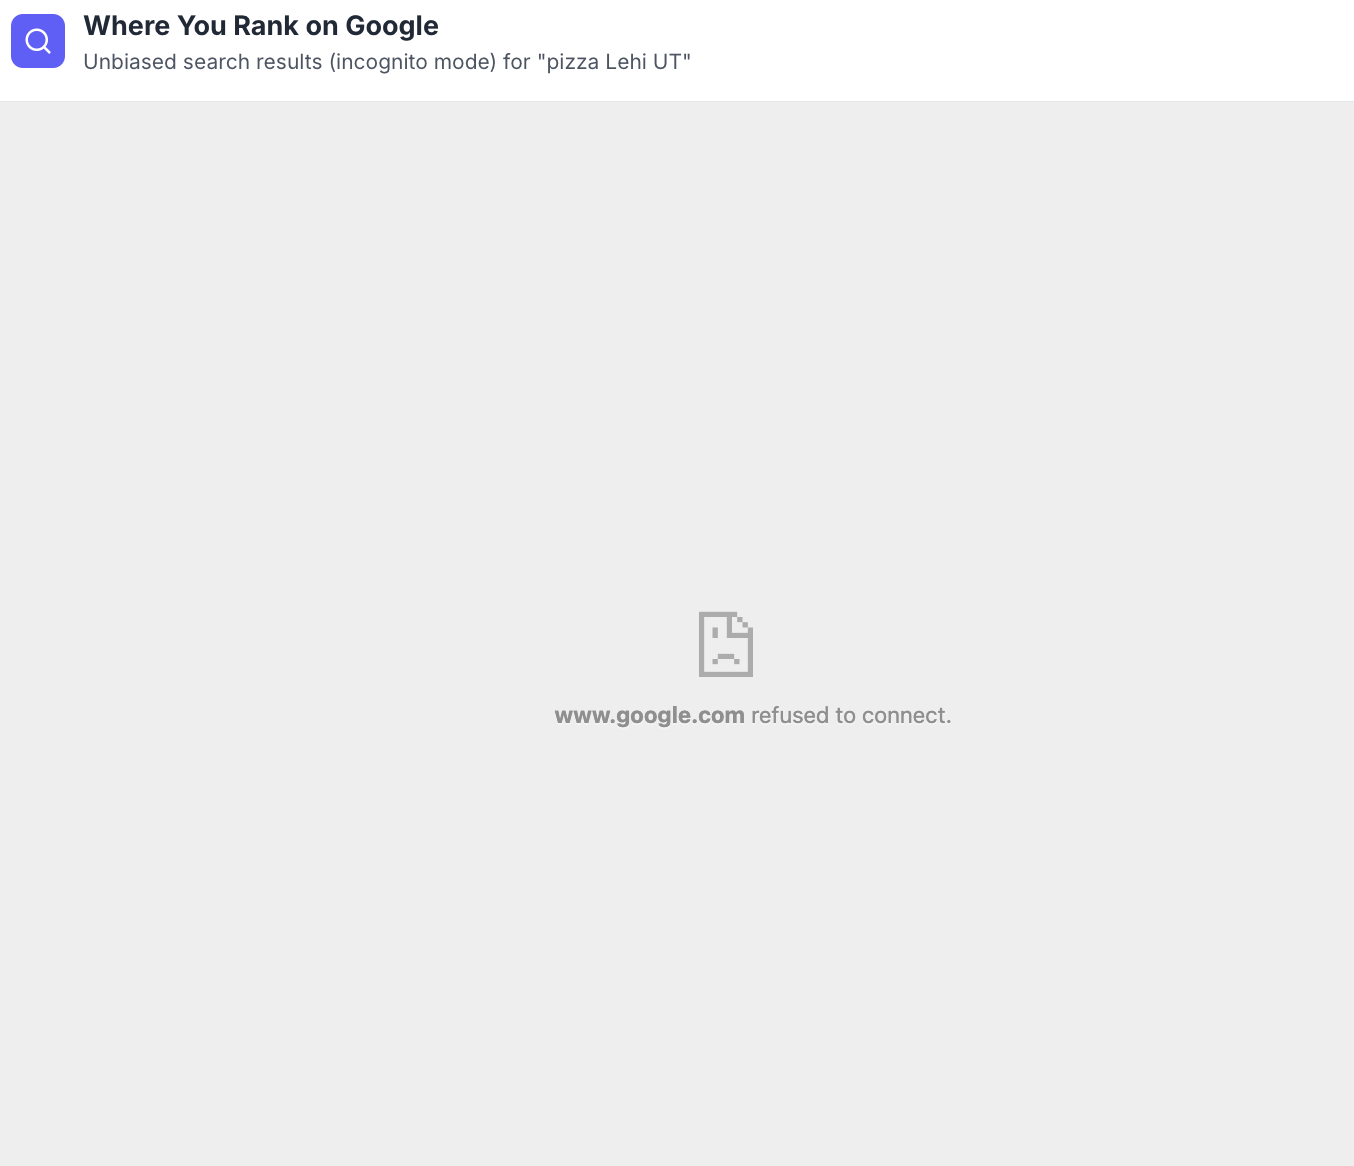 Where You Rank on Google
Unbiased search results (incognito mode) for "pizza Lehi UT"
www.google.com refused to connect.